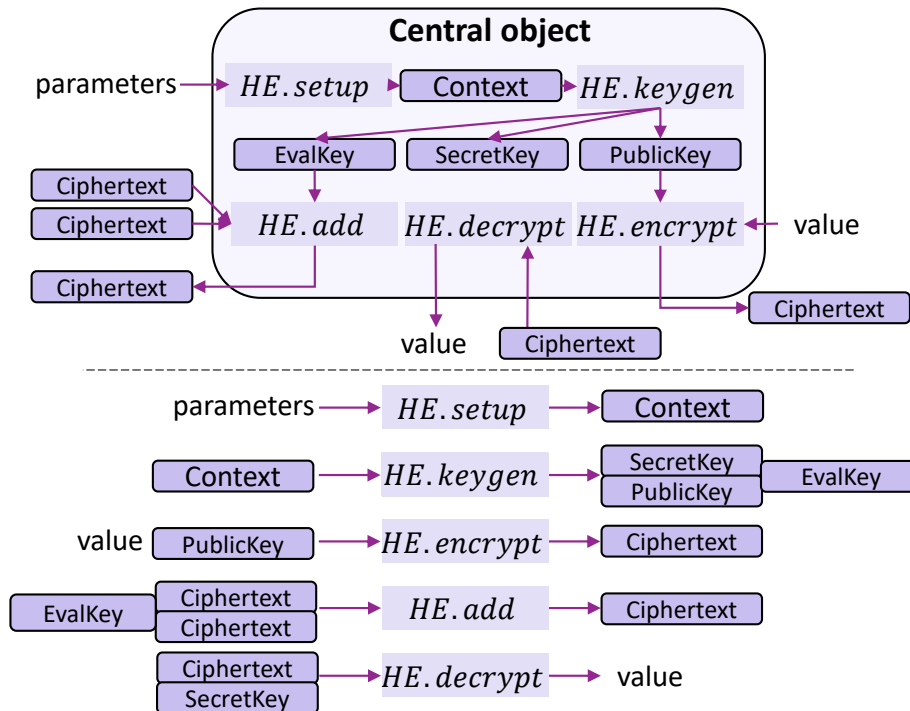 Central object
parameters HE.setup Context HE.keygen
EvalKey SecretKey PublicKey
Ciphertext
Ciphertext HE.add HE.decrypt HE.encrypt value
Ciphertext
Ciphertext
value Ciphertext
parameters HE.setup Context
Context HE.keygen SecretKey
PublicKey EvalKey
value PublicKey HE.encrypt Ciphertext
EvalKey Ciphertext
Ciphertext HE.add Ciphertext
Ciphertext
SecretKey HE.decrypt value